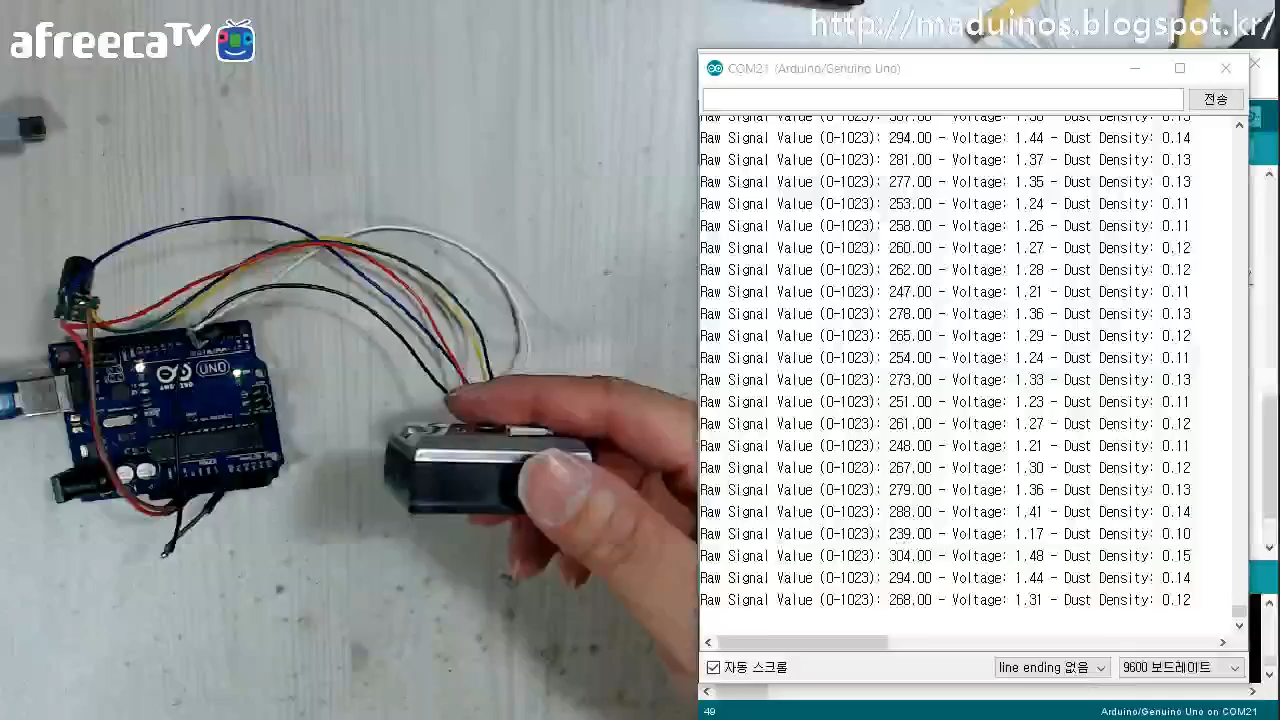 afreecaTV
http://maduinos.blogspot.kr/
COM21 (Arduino/Genuino Uno)
전송
Raw Signal Value (0-1023): 307.00 - Voltage: 1.50 - Dust Density: 0.15
Raw Signal Value (0-1023): 294.00 - Voltage: 1.44 - Dust Density: 0.14
Raw Signal Value (0-1023): 281.00 - Voltage: 1.37 - Dust Density: 0.13
Raw Signal Value (0-1023): 277.00 - Voltage: 1.35 - Dust Density: 0.13
Raw Signal Value (0-1023): 253.00 - Voltage: 1.24 - Dust Density: 0.11
Raw Signal Value (0-1023): 258.00 - Voltage: 1.26 - Dust Density: 0.11
Raw Signal Value (0-1023): 260.00 - Voltage: 1.27 - Dust Density: 0.12
Raw Signal Value (0-1023): 262.00 - Voltage: 1.28 - Dust Density: 0.12
Raw Signal Value (0-1023): 247.00 - Voltage: 1.21 - Dust Density: 0.11
Raw Signal Value (0-1023): 278.00 - Voltage: 1.36 - Dust Density: 0.13
Raw Signal Value (0-1023): 265.00 - Voltage: 1.29 - Dust Density: 0.12
Raw Signal Value (0-1023): 254.00 - Voltage: 1.24 - Dust Density: 0.11
Raw Signal Value (0-1023): 273.00 - Voltage: 1.33 - Dust Density: 0.13
Raw Signal Value (0-1023): 251.00 - Voltage: 1.23 - Dust Density: 0.11
Raw Signal Value (0-1023): 261.00 - Voltage: 1.27 - Dust Density: 0.12
Raw Signal Value (0-1023): 248.00 - Voltage: 1.21 - Dust Density: 0.11
Raw Signal Value (0-1023): 267.00 - Voltage: 1.30 - Dust Density: 0.12
Raw Signal Value (0-1023): 279.00 - Voltage: 1.36 - Dust Density: 0.13
Raw Signal Value (0-1023): 288.00 - Voltage: 1.41 - Dust Density: 0.14
Raw Signal Value (0-1023): 239.00 - Voltage: 1.17 - Dust Density: 0.10
Raw Signal Value (0-1023): 304.00 - Voltage: 1.48 - Dust Density: 0.15
Raw Signal Value (0-1023): 294.00 - Voltage: 1.44 - Dust Density: 0.14
Raw Signal Value (0-1023): 268.00 - Voltage: 1.31 - Dust Density: 0.12
자동 스크롤
line ending 없음
9600 보드레이트
49
Arduino/Genuino Uno on COM21
UNO